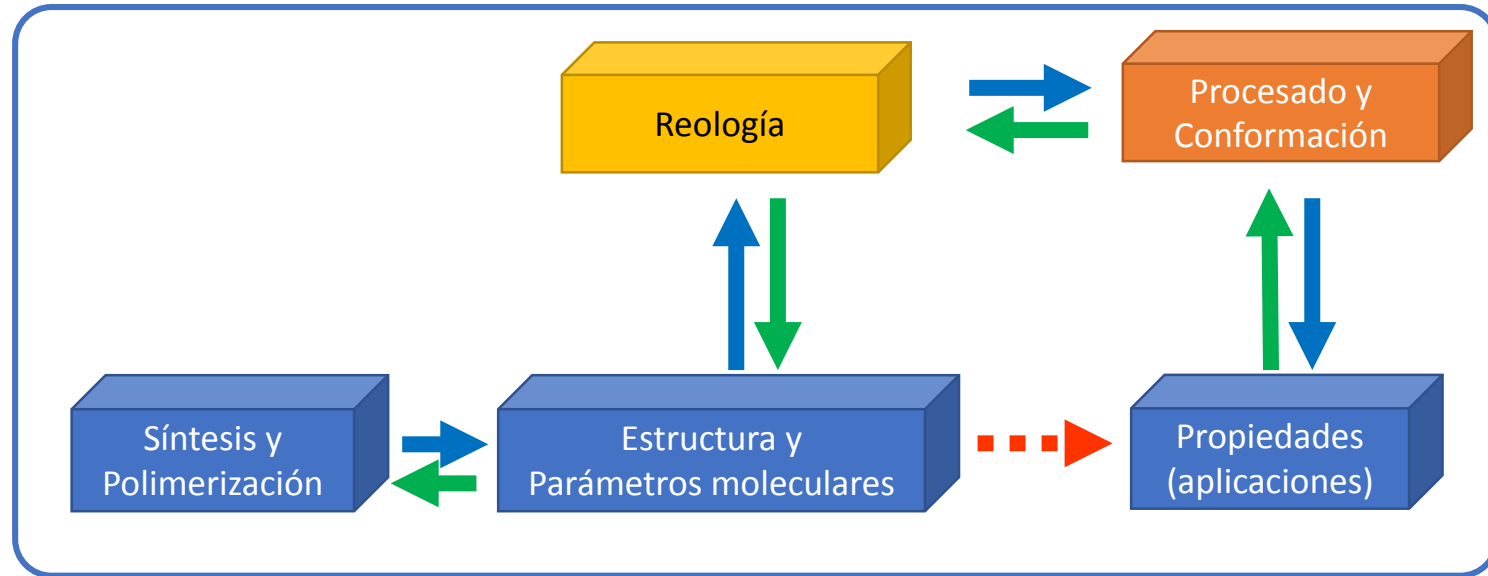 Reología
Procesado y
Conformación
Síntesis y
Polimerización
Estructura y
Parámetros moleculares
Propiedades
(aplicaciones)